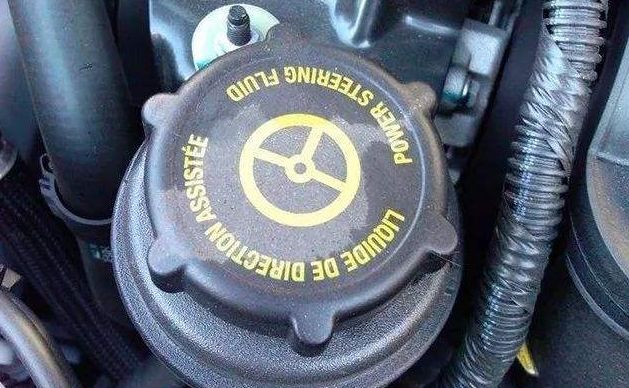 POWER STEERING FLUID
LIQUIDE DE DIRECTION ASSISTÉE